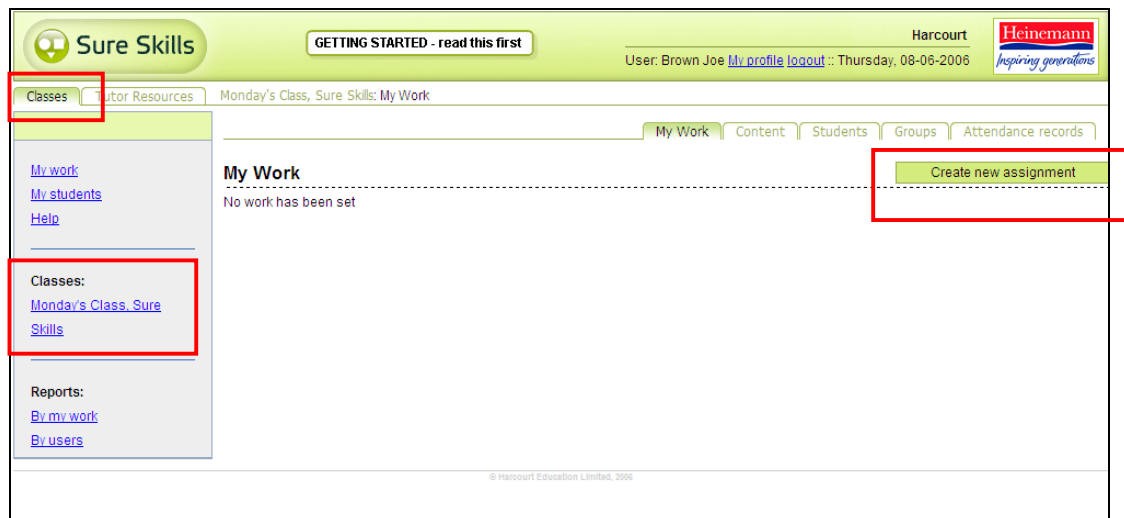 Sure Skills
GETTING STARTED - read this first
Harcourt
User: Brown Joe My profile logout :: Thursday, 08-06-2006
Heinemann
Inspiring generations
Classes
Tutor Resources
Monday's Class, Sure Skills: My Work
My Work
Content
Students
Groups
Attendance records
My work
My students
Help
Classes:
Monday's Class, Sure
Skills
Reports:
By my work
By users
My Work
Create new assignment
No work has been set
© Harcourt Education Limited, 2006